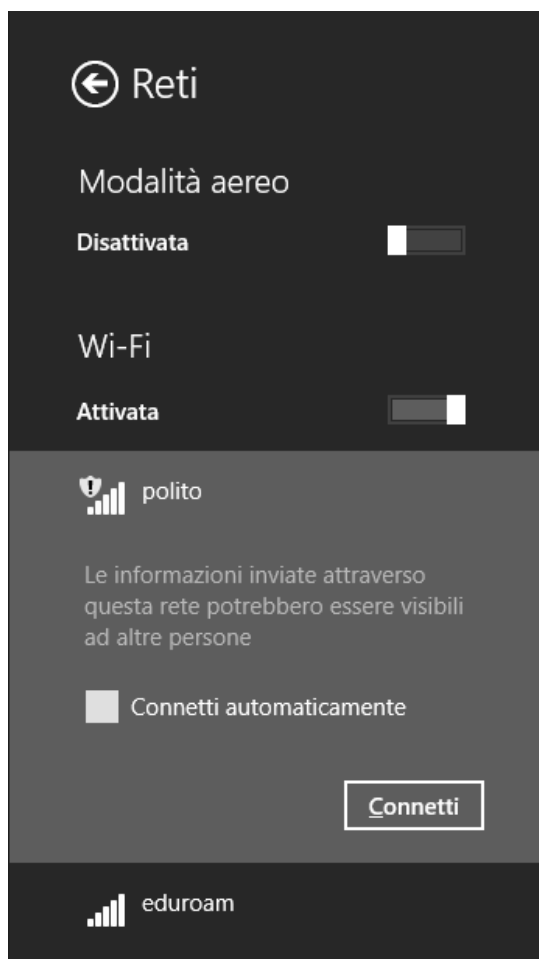 Reti
Modalità aereo
Disattivata
Wi-Fi
Attivata
polito
Le informazioni inviate attraverso
questa rete potrebbero essere visibili
ad altre persone
Connetti automaticamente
Connetti
eduroam